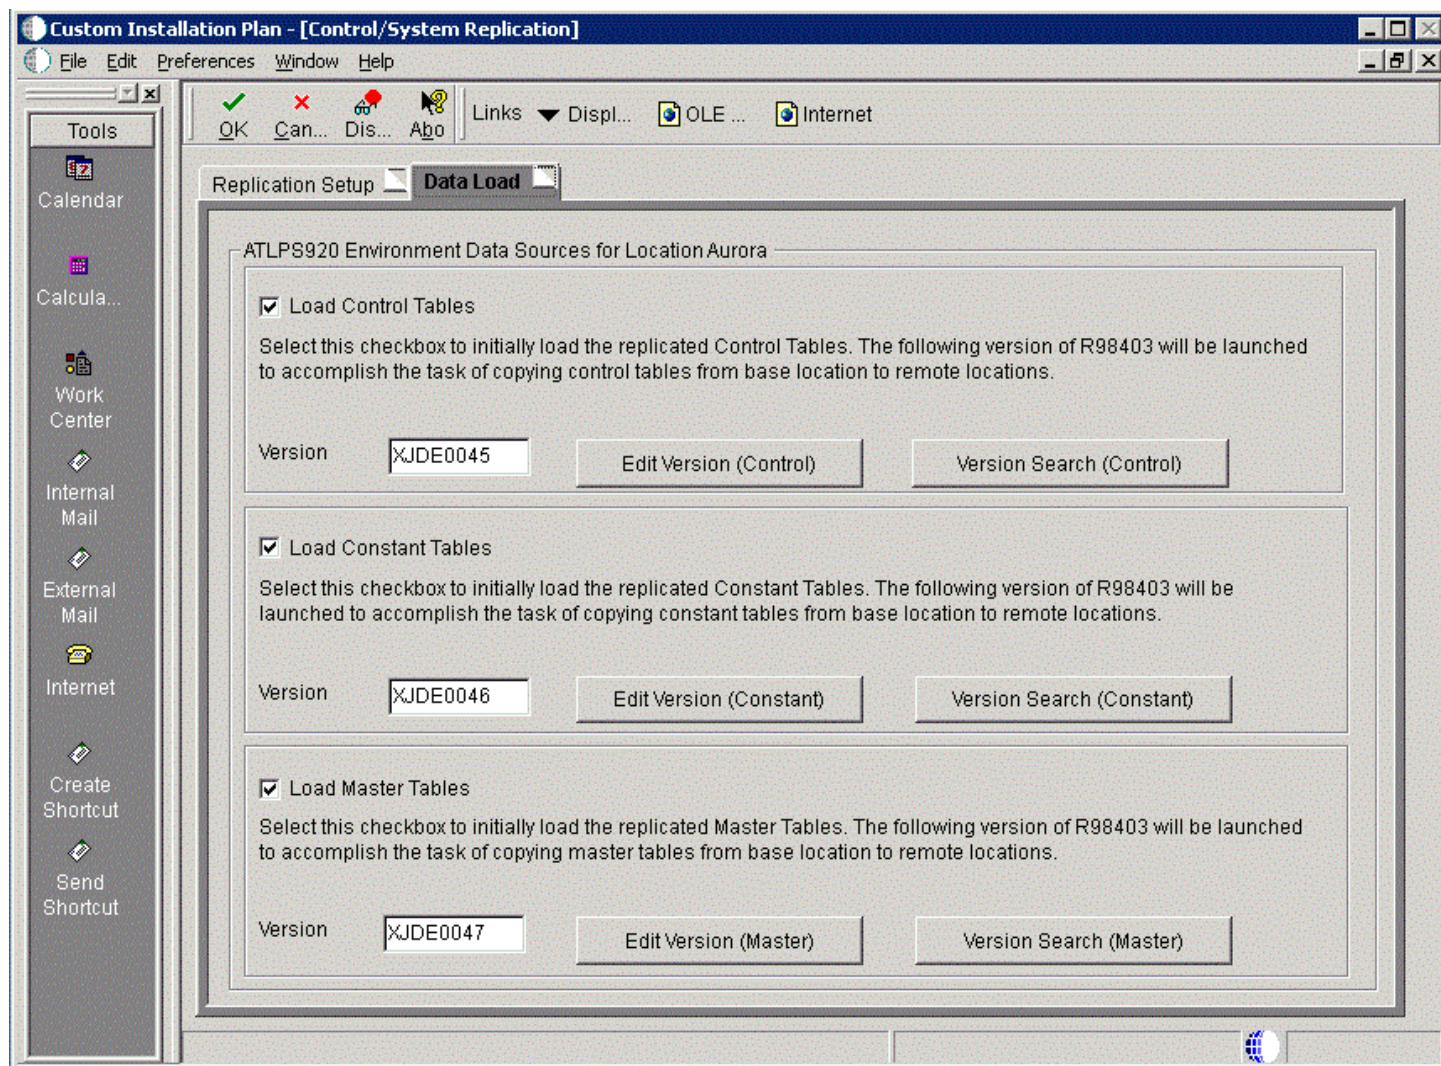 Custom Installation Plan - [Control/System Replication]
File Edit Preferences Window Help
Tools
Calendar
Calcula...
Work
Center
Internal
Mail
External
Mail
Internet
Create
Shortcut
Send
Shortcut
OK Can... Dis... Abo Links Displ... OLE ... Internet
Replication Setup Data Load
ATLPS920 Environment Data Sources for Location Aurora
Load Control Tables
Select this checkbox to initially load the replicated Control Tables. The following version of R98403 will be launched
to accomplish the task of copying control tables from base location to remote locations.
Version XJDE0045 Edit Version (Control) Version Search (Control)
Load Constant Tables
Select this checkbox to initially load the replicated Constant Tables. The following version of R98403 will be
launched to accomplish the task of copying constant tables from base location to remote locations.
Version XJDE0046 Edit Version (Constant) Version Search (Constant)
Load Master Tables
Select this checkbox to initially load the replicated Master Tables. The following version of R98403 will be launched
to accomplish the task of copying master tables from base location to remote locations.
Version XJDE0047 Edit Version (Master) Version Search (Master)